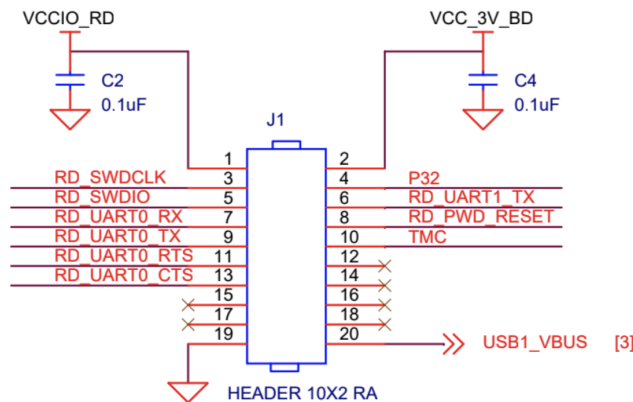 VCCIO_RD VCC_3V_BD
C2 C4
0.1uF 0.1uF
J1
1 2
RD_SWDCLK 3 4 P32
RD_SWDIO 5 6 RD_UART1_TX
RD_UART0_RX 7 8 RD_PWD_RESET
RD_UART0_TX 9 10 TMC
RD_UART0_RTS 11 12
RD_UART0_CTS 13 14
15 16
17 18
19 20 USB1_VBUS [3]
HEADER 10X2 RA